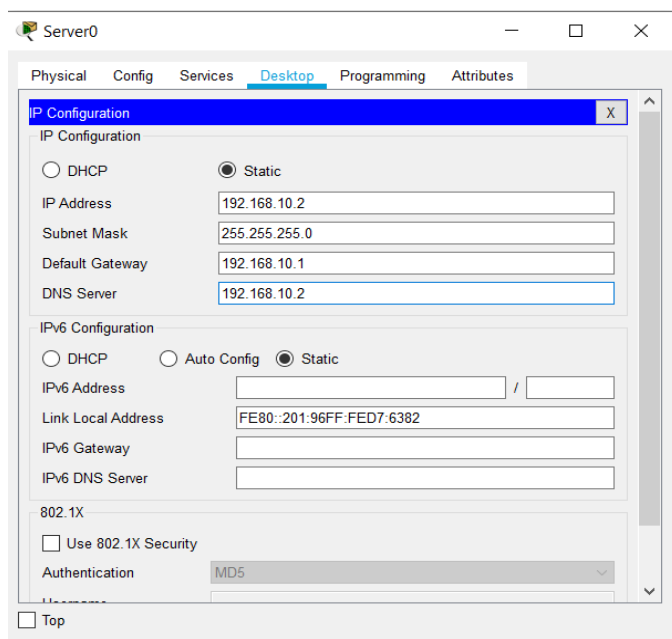 Server0
Physical Config Services Desktop Programming Attributes
IP Configuration X
IP Configuration
DHCP Static
IP Address 192.168.10.2
Subnet Mask 255.255.255.0
Default Gateway 192.168.10.1
DNS Server 192.168.10.2
IPv6 Configuration
DHCP Auto Config Static
IPv6 Address /
Link Local Address FE80::201:96FF:FED7:6382
IPv6 Gateway
IPv6 DNS Server
802.1X
Use 802.1X Security
Authentication MD5
Top